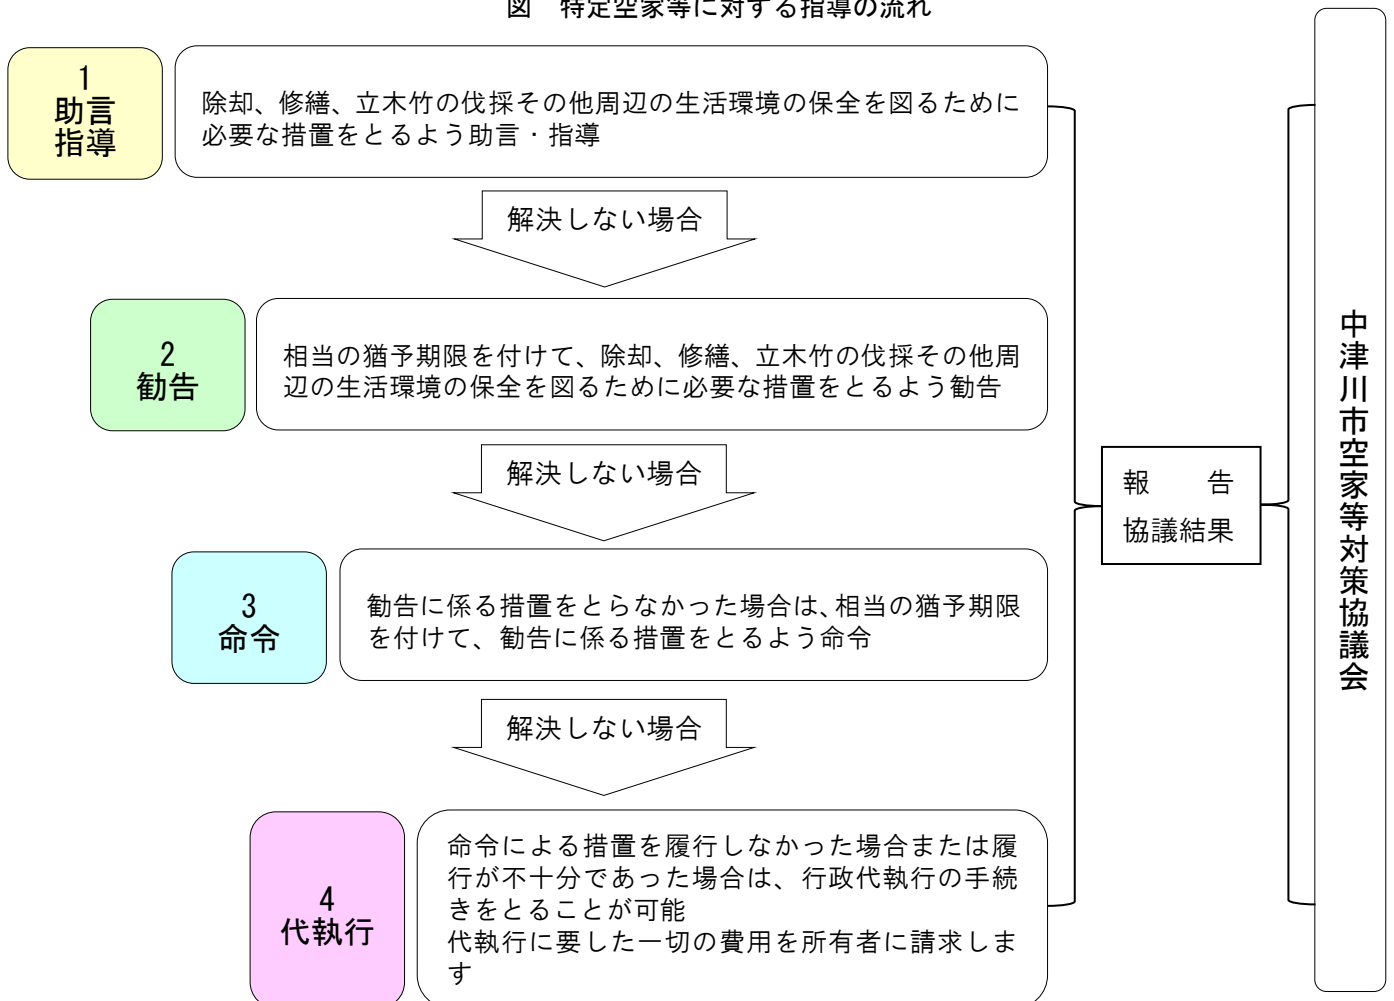 図　特定空家等に対する指導の流れ
1
助言
指導
除却、修繕、立木竹の伐採その他周辺の生活環境の保全を図るために
必要な措置をとるよう助言・指導
解決しない場合
2
勧告
相当の猶予期限を付けて、除却、修繕、立木竹の伐採その他周
辺の生活環境の保全を図るために必要な措置をとるよう勧告
解決しない場合
3
命令
勧告に係る措置をとらなかった場合は、相当の猶予期限
を付けて、勧告に係る措置をとるよう命令
解決しない場合
4
代執行
命令による措置を履行しなかった場合または履
行が不十分であった場合は、行政代執行の手続
きをとることが可能
代執行に要した一切の費用を所有者に請求しま
す
報　　告
協議結果
中津川市空家等対策協議会